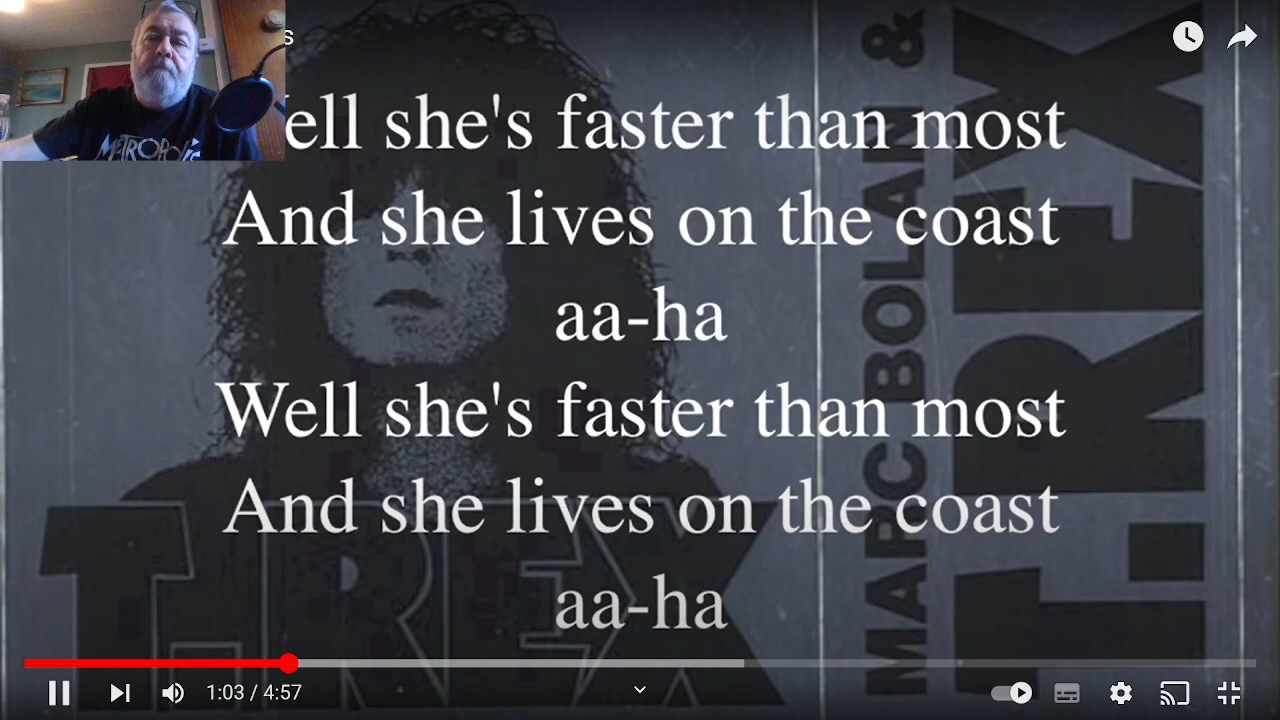 s
ell she's faster than most
And she lives on the coast
aa-ha
Well she's faster than most
And she lives on the coast
aa-ha
METROPOLIS
T-REX
MARC BOLAN &
T.REX
1:03 / 4:57